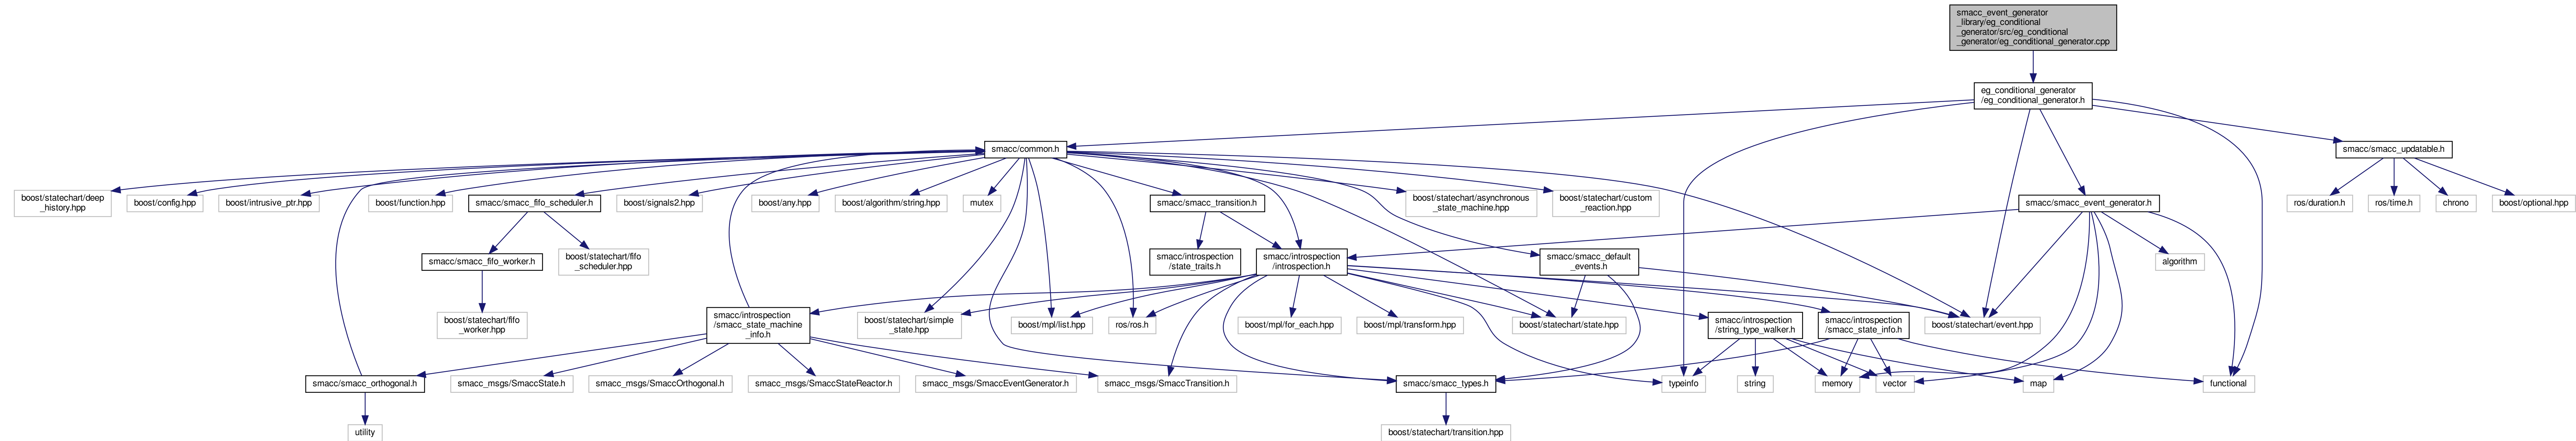 smacc_event_generator
_library/eg_conditional
_generator/src/eg_conditional
_generator/eg_conditional_generator.cpp
eg_conditional_generator
/eg_conditional_generator.h
smacc/common.h
smacc/smacc_updatable.h
boost/statechart/deep
_history.hpp
boost/config.hpp
boost/intrusive_ptr.hpp
boost/function.hpp
smacc/smacc_fifo_scheduler.h
boost/signals2.hpp
boost/any.hpp
boost/algorithm/string.hpp
mutex
smacc/smacc_transition.h
boost/statechart/asynchronous
_state_machine.hpp
boost/statechart/custom
_reaction.hpp
smacc/smacc_event_generator.h
ros/duration.h
ros/time.h
chrono
boost/optional.hpp
smacc/smacc_fifo_worker.h
boost/statechart/fifo
_scheduler.hpp
smacc/introspection
/state_traits.h
smacc/introspection
/introspection.h
smacc/smacc_default
_events.h
algorithm
boost/statechart/fifo
_worker.hpp
smacc/introspection
/smacc_state_machine
_info.h
boost/statechart/simple
_state.hpp
boost/mpl/list.hpp
ros/ros.h
boost/mpl/for_each.hpp
boost/mpl/transform.hpp
boost/statechart/state.hpp
smacc/introspection
/string_type_walker.h
smacc/introspection
/smacc_state_info.h
boost/statechart/event.hpp
smacc/smacc_orthogonal.h
smacc_msgs/SmaccState.h
smacc_msgs/SmaccOrthogonal.h
smacc_msgs/SmaccStateReactor.h
smacc_msgs/SmaccEventGenerator.h
smacc_msgs/SmaccTransition.h
smacc/smacc_types.h
typeinfo
string
memory
vector
map
functional
utility
boost/statechart/transition.hpp